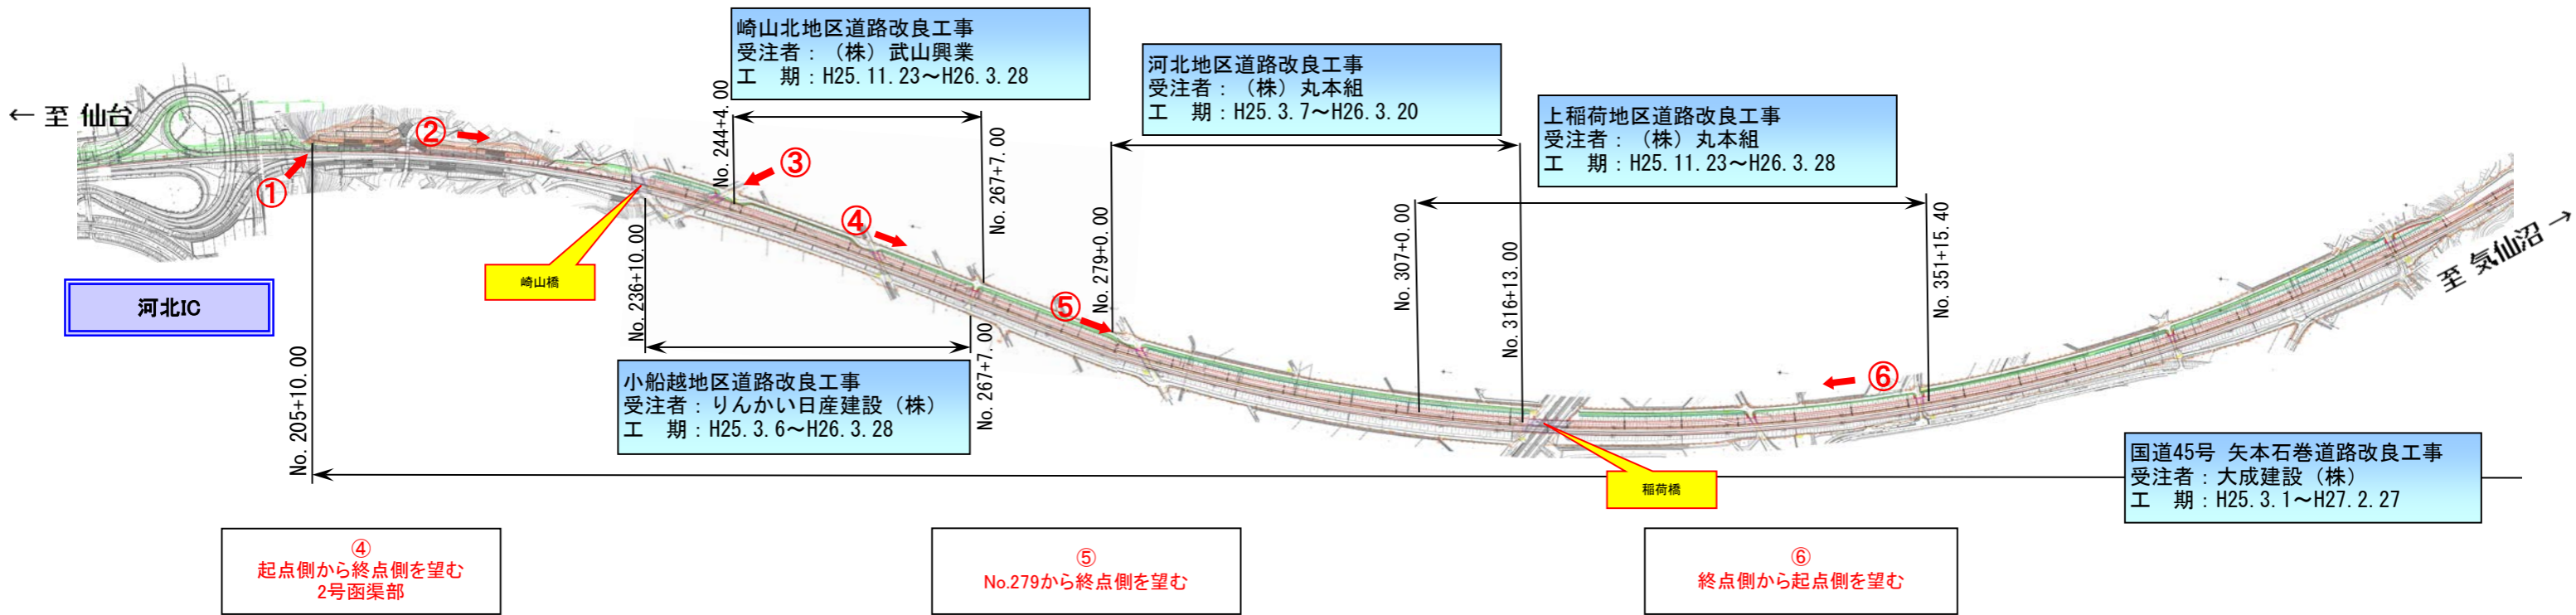 ← 至 仙台
崎山北地区道路改良工事
受注者：（株）武山興業
工　期：H25.11.23～H26.3.28
河北地区道路改良工事
受注者：（株）丸本組
工　期：H25.3.7～H26.3.20
上稲荷地区道路改良工事
受注者：（株）丸本組
工　期：H25.11.23～H26.3.28
①
②
③
④
⑤
⑥
No. 244+4.00
No. 267+7.00
No. 279+0.00
No. 307+0.00
No. 316+13.00
No. 351+15.40
至 気仙沼 →
河北IC
崎山橋
No. 205+10.00
No. 236+10.00
No. 267+7.00
小船越地区道路改良工事
受注者：りんかい日産建設（株）
工　期：H25.3.6～H26.3.28
稲荷橋
国道45号 矢本石巻道路改良工事
受注者：大成建設（株）
工　期：H25.3.1～H27.2.27
④
起点側から終点側を望む
2号函渠部
⑤
No.279から終点側を望む
⑥
終点側から起点側を望む